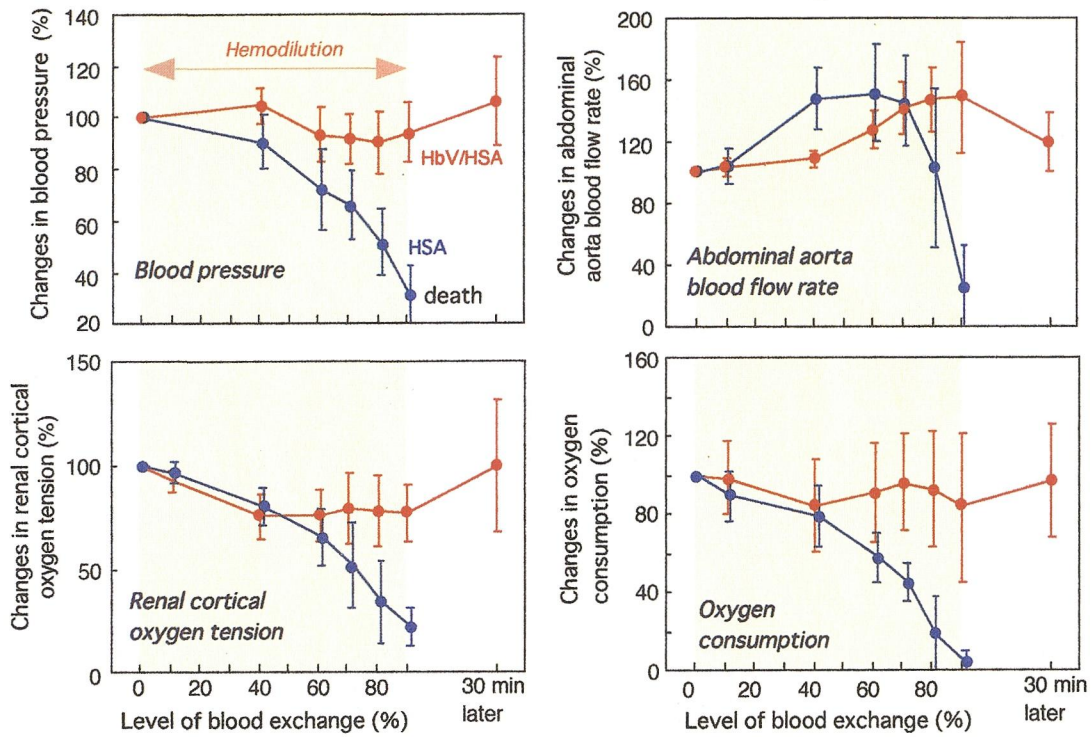 Changes in blood pressure (%)
140
120
100
80
60
40
20
Hemodilution
HbV/HSA
HSA
death
Blood pressure
Changes in abdominal
aorta blood flow rate (%)
200
160
120
80
40
0
Abdominal aorta
blood flow rate
Changes in renal cortical
oxygen tension (%)
150
100
50
0
Renal cortical
oxygen tension
0 40 60 80 30 min
later
Level of blood exchange (%)
Changes in oxygen
consumption (%)
160
120
80
40
0
Oxygen
consumption
0 40 60 80 30 min
later
Level of blood exchange (%)